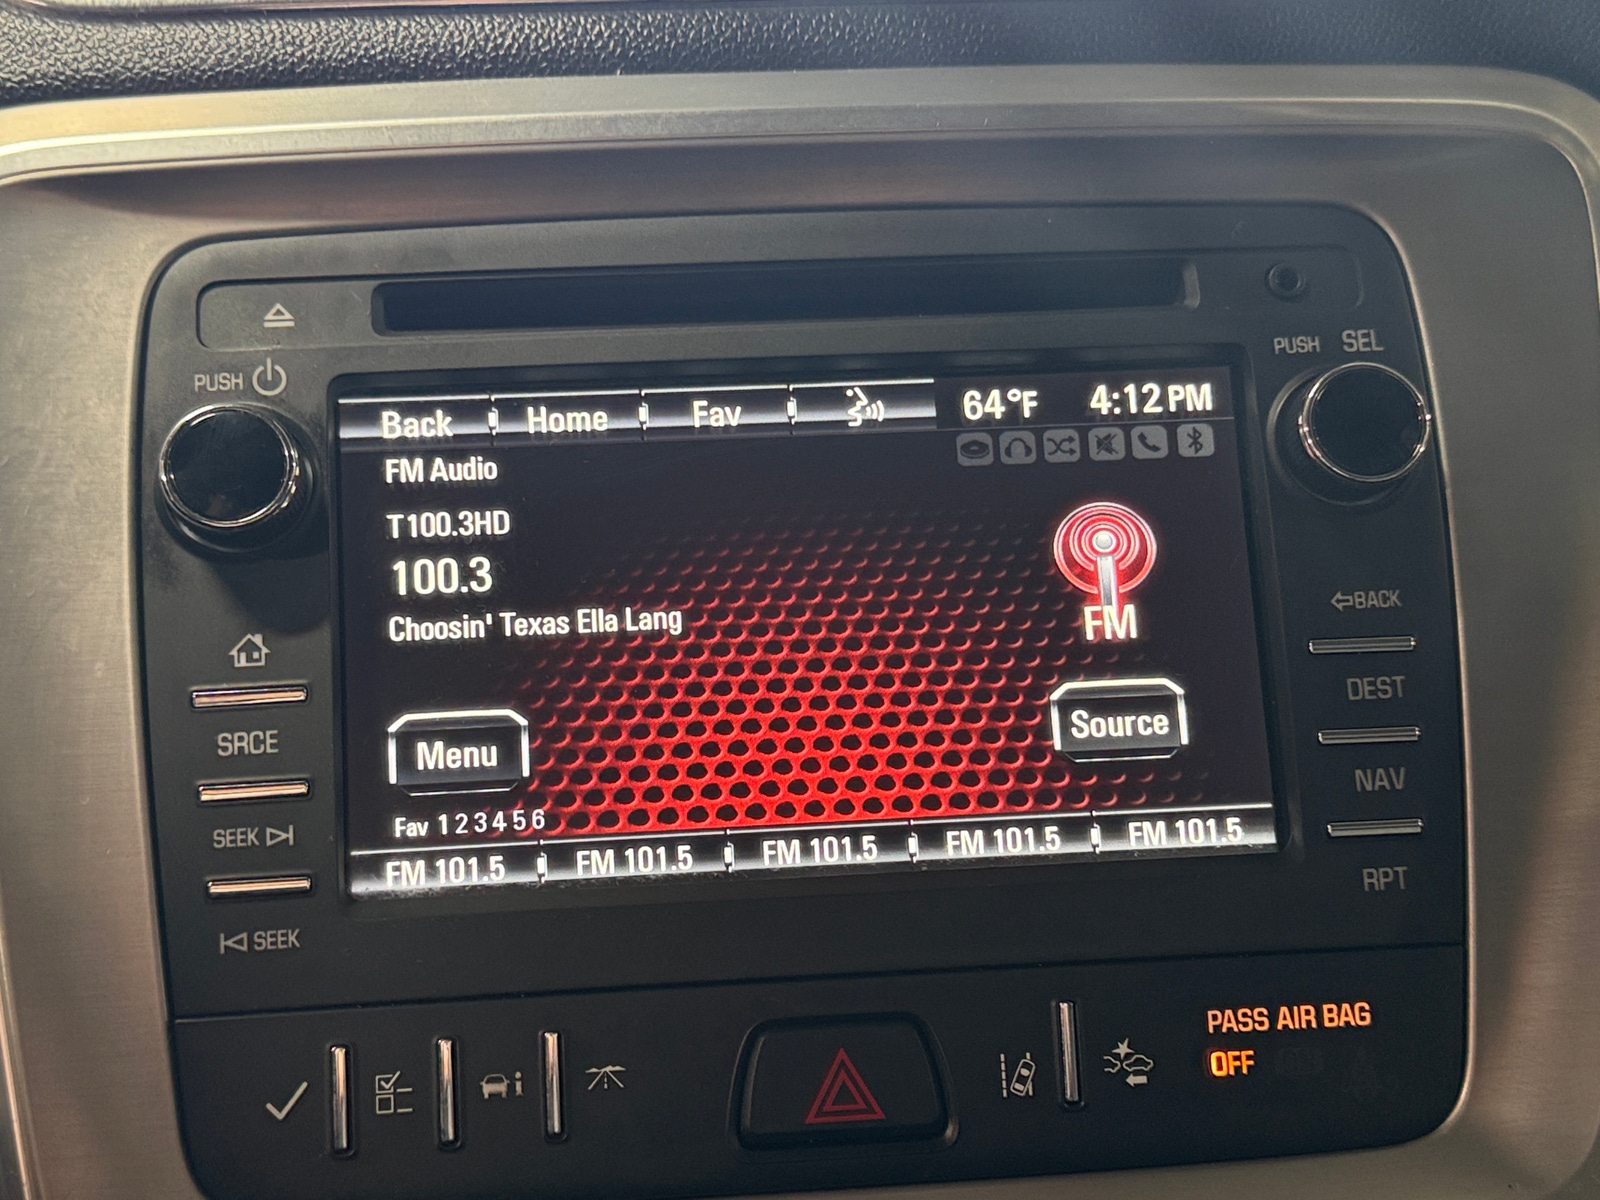 PUSH
PUSH SEL
Back Home Fav 64°F 4:12 PM
FM Audio
T100.3HD
100.3
Choosin' Texas Ella Lang
FM
Menu
Source
Fav 1 2 3 4 5 6
FM 101.5 FM 101.5 FM 101.5 FM 101.5 FM 101.5
SRCE
SEEK
SEEK
BACK
DEST
NAV
RPT
PASS AIR BAG
OFF